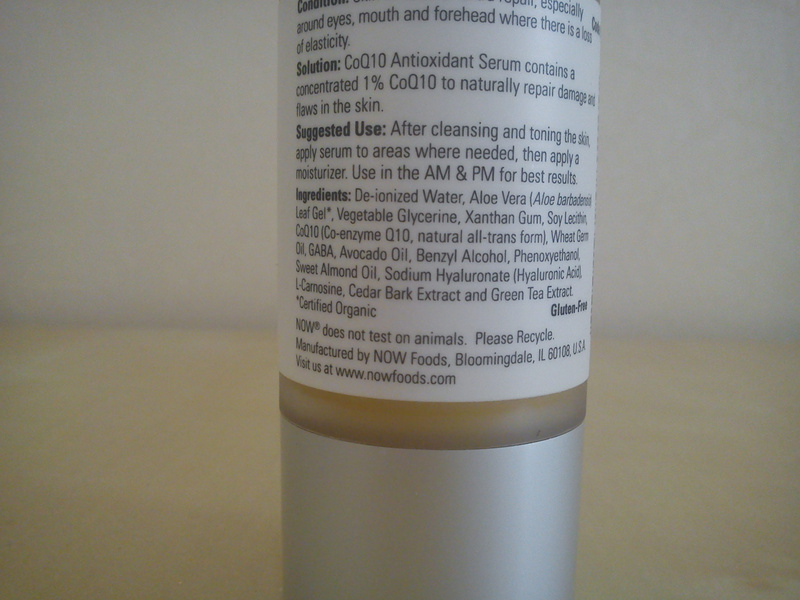 Condition: repair, especially
around eyes, mouth and forehead where there is a loss
of elasticity.
Solution: CoQ10 Antioxidant Serum contains a
concentrated 1% CoQ10 to naturally repair damage and
flaws in the skin.
Suggested Use: After cleansing and toning the skin,
apply serum to areas where needed, then apply a
moisturizer. Use in the AM & PM for best results.
Ingredients: De-ionized Water, Aloe Vera (Aloe barbadensis
Leaf Gel*, Vegetable Glycerine, Xanthan Gum, Soy Lecithin,
CoQ10 (Co-enzyme Q10, natural all-trans form), Wheat Germ
Oil, GABA, Avocado Oil, Benzyl Alcohol, Phenoxyethanol,
Sweet Almond Oil, Sodium Hyaluronate (Hyaluronic Acid),
L-Carnosine, Cedar Bark Extract and Green Tea Extract.
*Certified Organic
Gluten-Free
NOW® does not test on animals. Please Recycle.
Manufactured by NOW Foods, Bloomingdale, IL 60108, U.S.A
Visit us at www.nowfoods.com